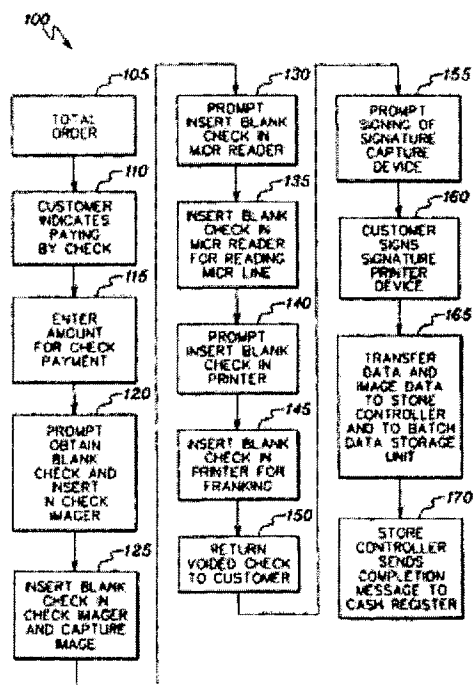 100
105
TOTAL
ORDER
110
CUSTOMER
INDICATES
PAYING
BY CHECK
115
ENTER
AMOUNT
FOR CHECK
PAYMENT
120
PROMPT
OBTAIN
BLANK
CHECK AND
INSERT
IN CHECK
IMAGER
125
INSERT BLANK
CHECK IN
CHECK IMAGER
AND CAPTURE
IMAGE
130
PROMPT
INSERT BLANK
CHECK IN
MICR READER
135
INSERT BLANK
CHECK IN
MICR READER
FOR READING
MICR LINE
140
PROMPT
INSERT BLANK
CHECK IN
PRINTER
145
INSERT BLANK
CHECK IN
PRINTER FOR
FRANKING
150
RETURN
VOIDED CHECK
TO CUSTOMER
155
PROMPT
SIGNING OF
SIGNATURE
CAPTURE
DEVICE
160
CUSTOMER
SIGNS
SIGNATURE
PRINTER
DEVICE
165
TRANSFER
DATA AND
IMAGE DATA
TO STORE
CONTROLLER
AND TO BATCH
DATA STORAGE
UNIT
170
STORE
CONTROLLER
SENDS
COMPLETION
MESSAGE TO
CASH REGISTER